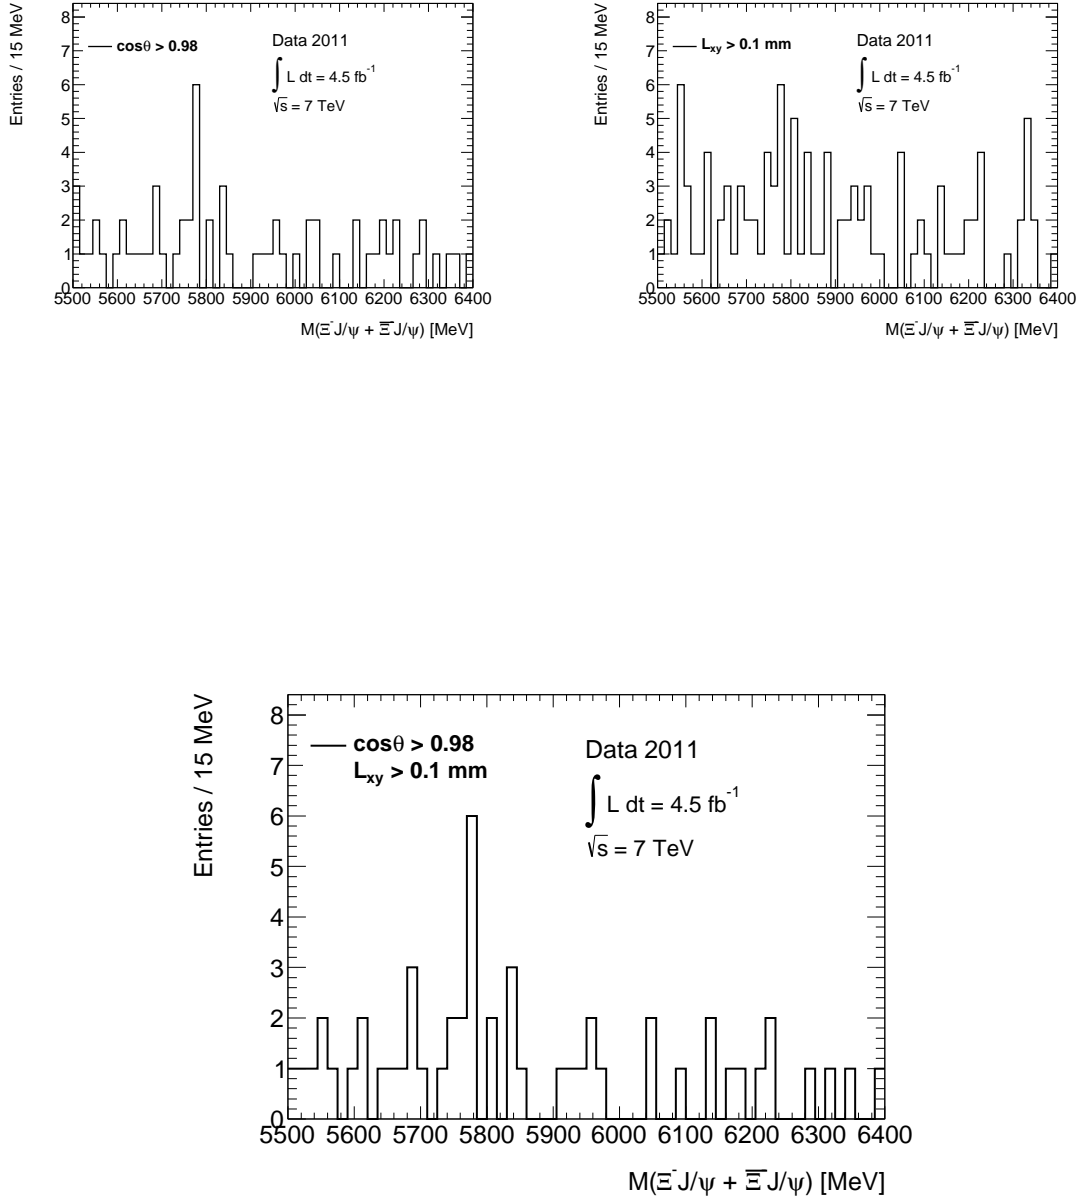 Entries / 15 MeV
8
7
6
5
4
3
2
1
0
cosθ > 0.98
Data 2011
∫ L dt = 4.5 fb⁻¹
√s = 7 TeV
5500 5600 5700 5800 5900 6000 6100 6200 6300 6400
M(Ξ⁻J/ψ + Ξ̅⁻J/ψ) [MeV]
Entries / 15 MeV
8
7
6
5
4
3
2
1
0
Lxy > 0.1 mm
Data 2011
∫ L dt = 4.5 fb⁻¹
√s = 7 TeV
5500 5600 5700 5800 5900 6000 6100 6200 6300 6400
M(Ξ⁻J/ψ + Ξ̅⁻J/ψ) [MeV]
Entries / 15 MeV
8
7
6
5
4
3
2
1
0
cosθ > 0.98
Lxy > 0.1 mm
Data 2011
∫ L dt = 4.5 fb⁻¹
√s = 7 TeV
5500 5600 5700 5800 5900 6000 6100 6200 6300 6400
M(Ξ⁻J/ψ + Ξ̅⁻J/ψ) [MeV]